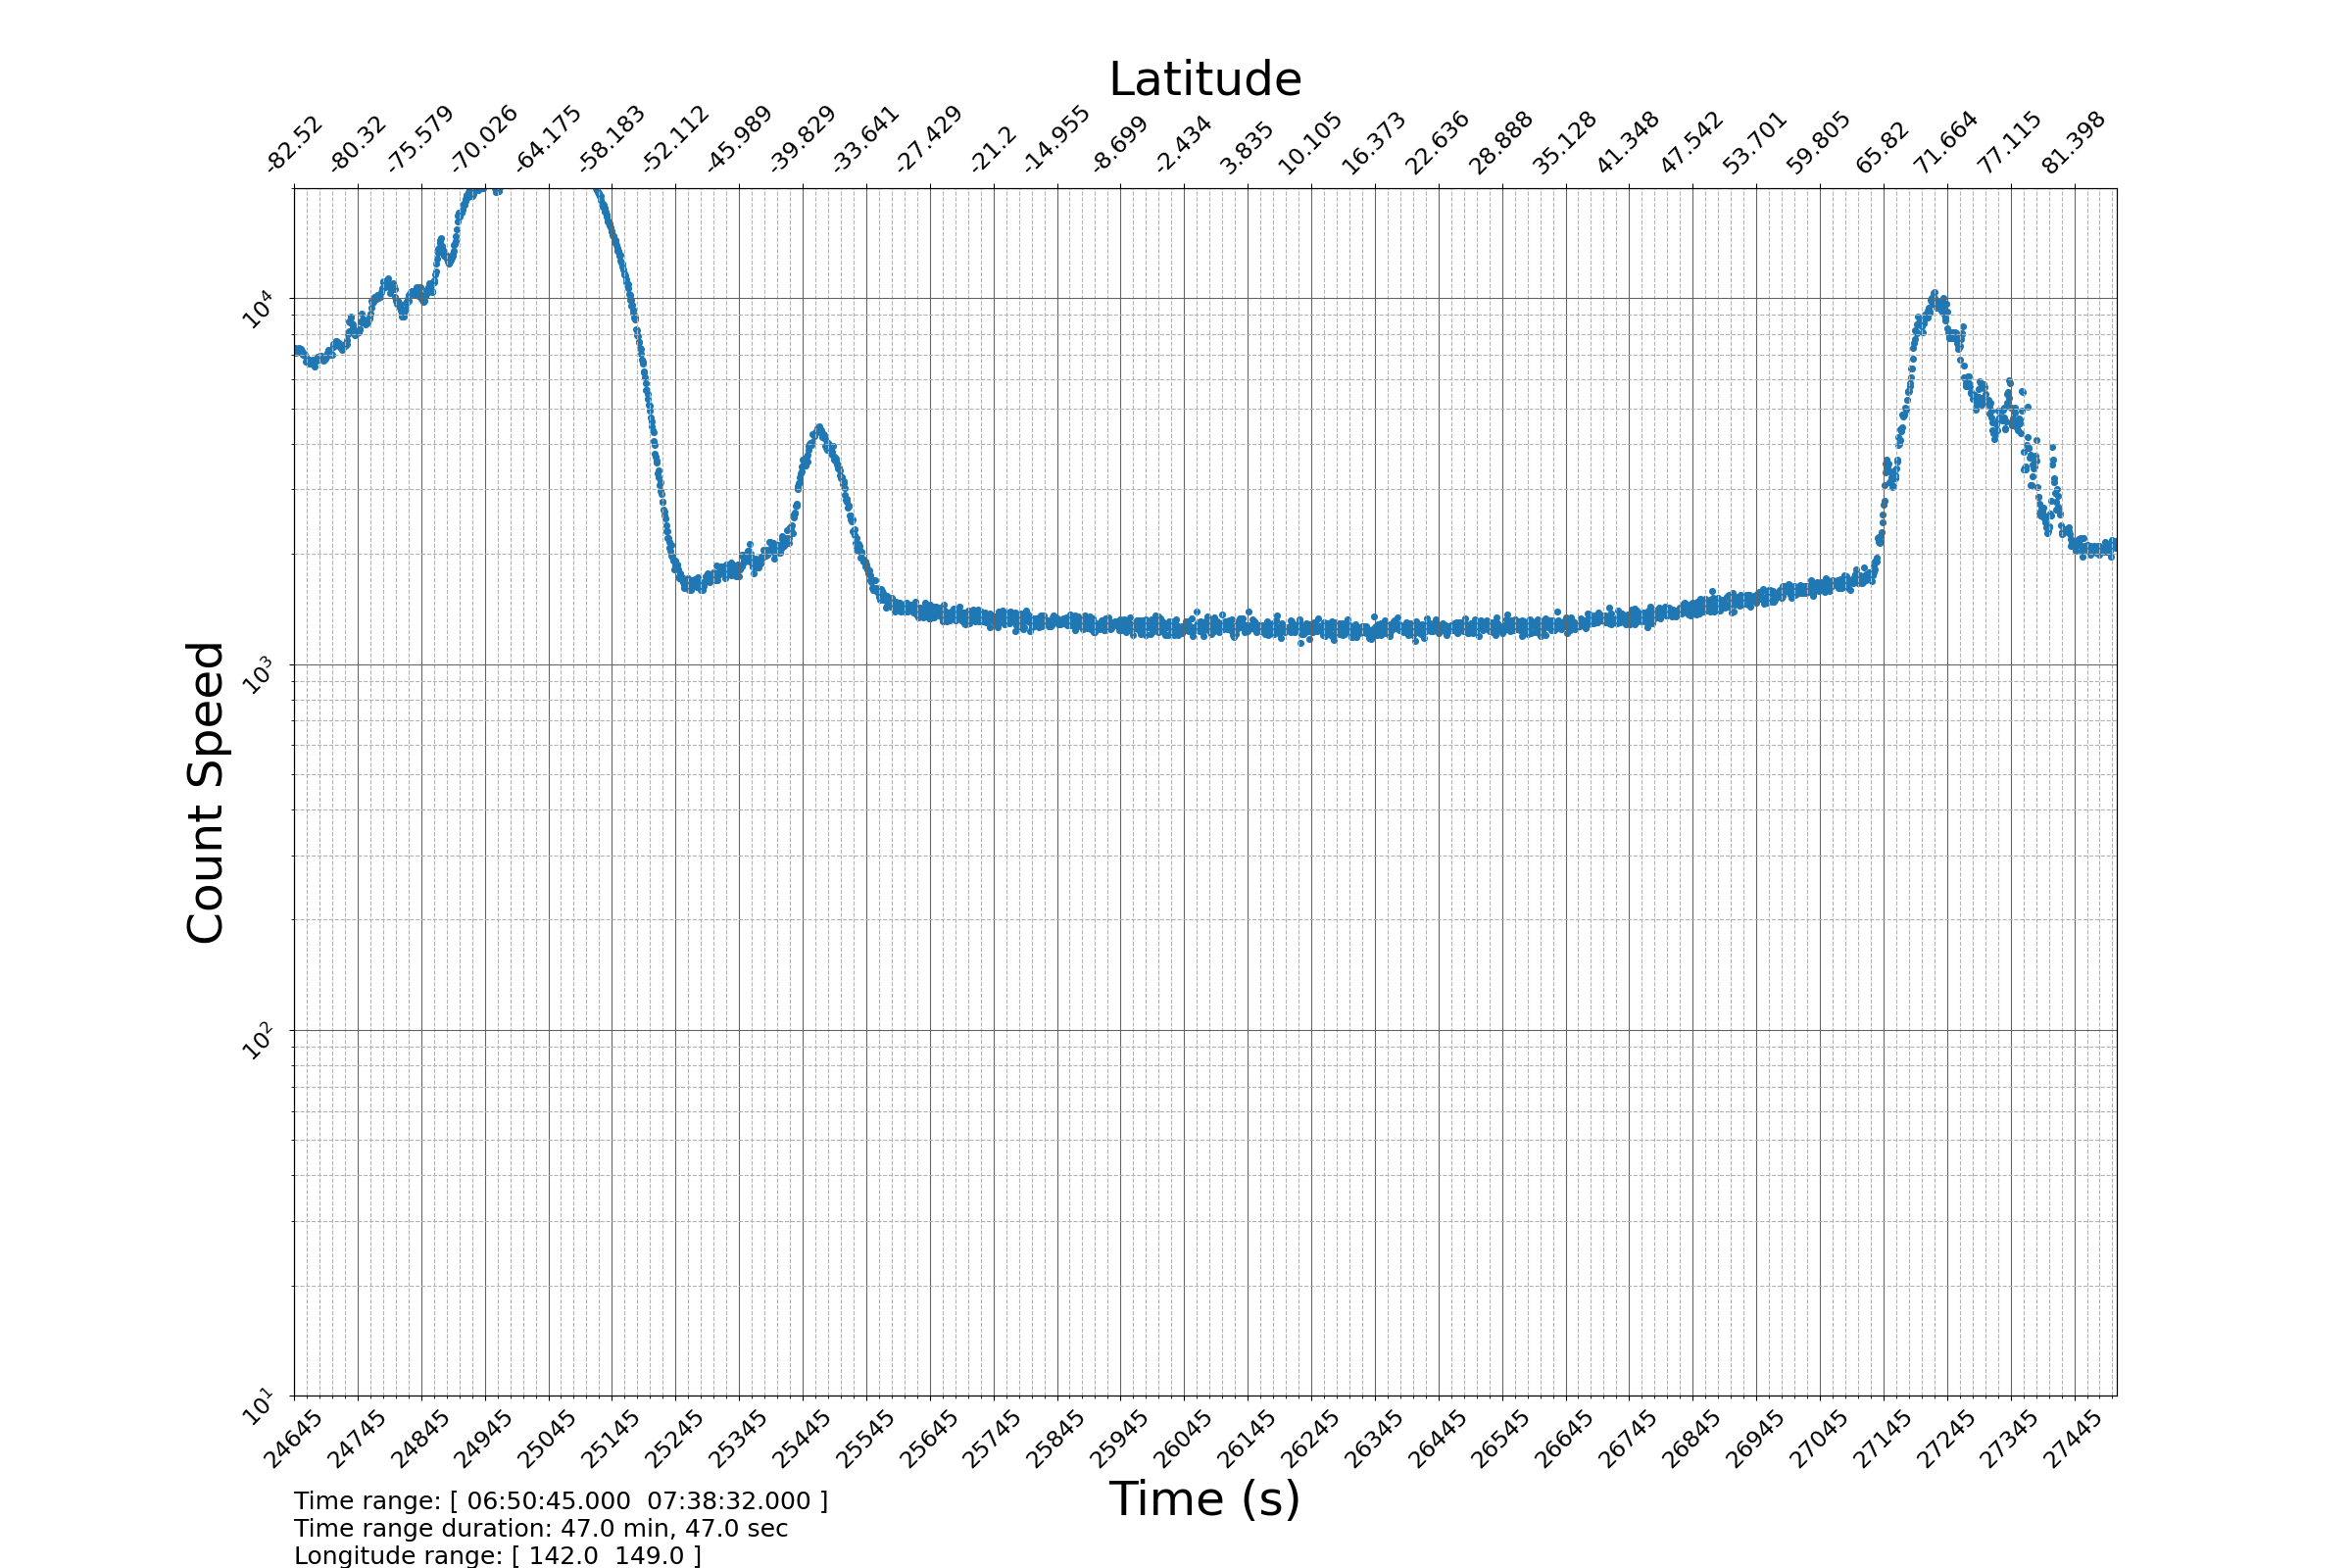 Latitude
-82.52 -80.32 -75.579 -70.026 -64.175 -58.183 -52.112 -45.989 -39.829 -33.641 -27.429 -21.2 -14.955 -8.699 -2.434 3.835 10.105 16.373 22.636 28.888 35.128 41.348 47.542 53.701 59.805 65.82 71.664 77.115 81.398
Count Speed
10⁴
10³
10²
10¹
24645 24745 24845 24945 25045 25145 25245 25345 25445 25545 25645 25745 25845 25945 26045 26145 26245 26345 26445 26545 26645 26745 26845 26945 27045 27145 27245 27345 27445
Time (s)
Time range: [ 06:50:45.000  07:38:32.000 ]
Time range duration: 47.0 min, 47.0 sec
Longitude range: [ 142.0  149.0 ]